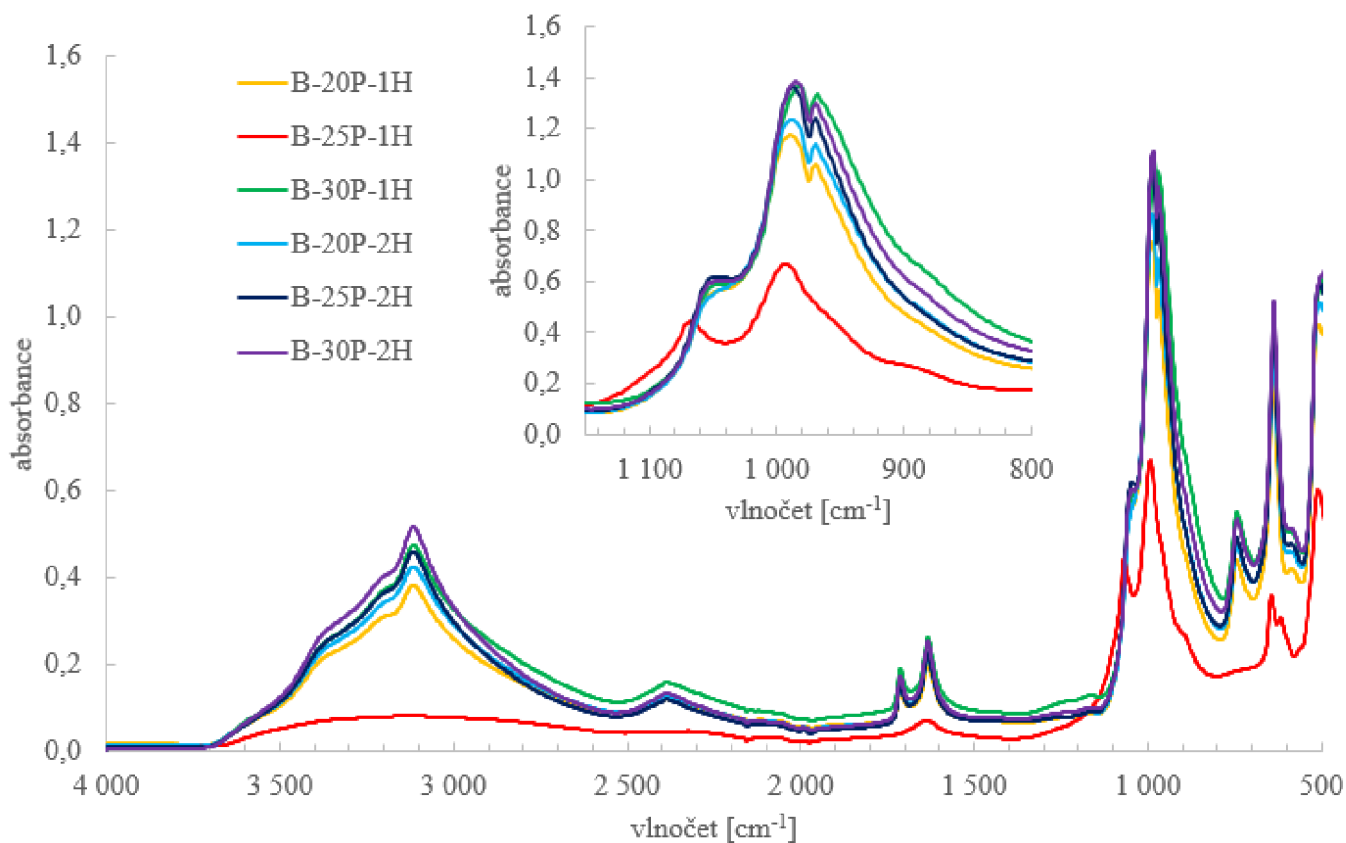 1,6
1,4
1,2
1,0
0,8
0,6
0,4
0,2
0,0
absorbance
4 000 3 500 3 000 2 500 2 000 1 500 1 000 500
vlnočet [cm⁻¹]
B-20P-1H
B-25P-1H
B-30P-1H
B-20P-2H
B-25P-2H
B-30P-2H
1,6
1,4
1,2
1,0
0,8
0,6
0,4
0,2
0,0
absorbance
1 100 1 000 900 800
vlnočet [cm⁻¹]